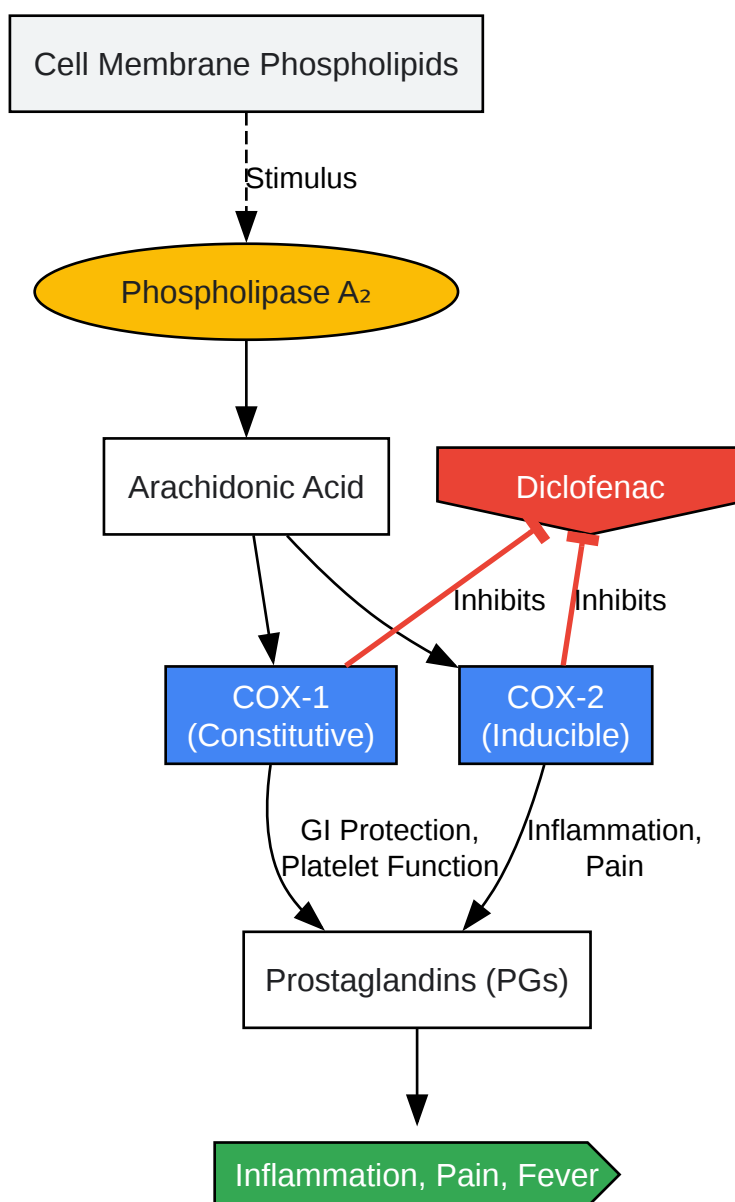 Cell Membrane Phospholipids
Stimulus
Phospholipase A₂
Arachidonic Acid
Diclofenac
Inhibits
Inhibits
COX-1
(Constitutive)
COX-2
(Inducible)
GI Protection,
Platelet Function
Inflammation,
Pain
Prostaglandins (PGs)
Inflammation, Pain, Fever